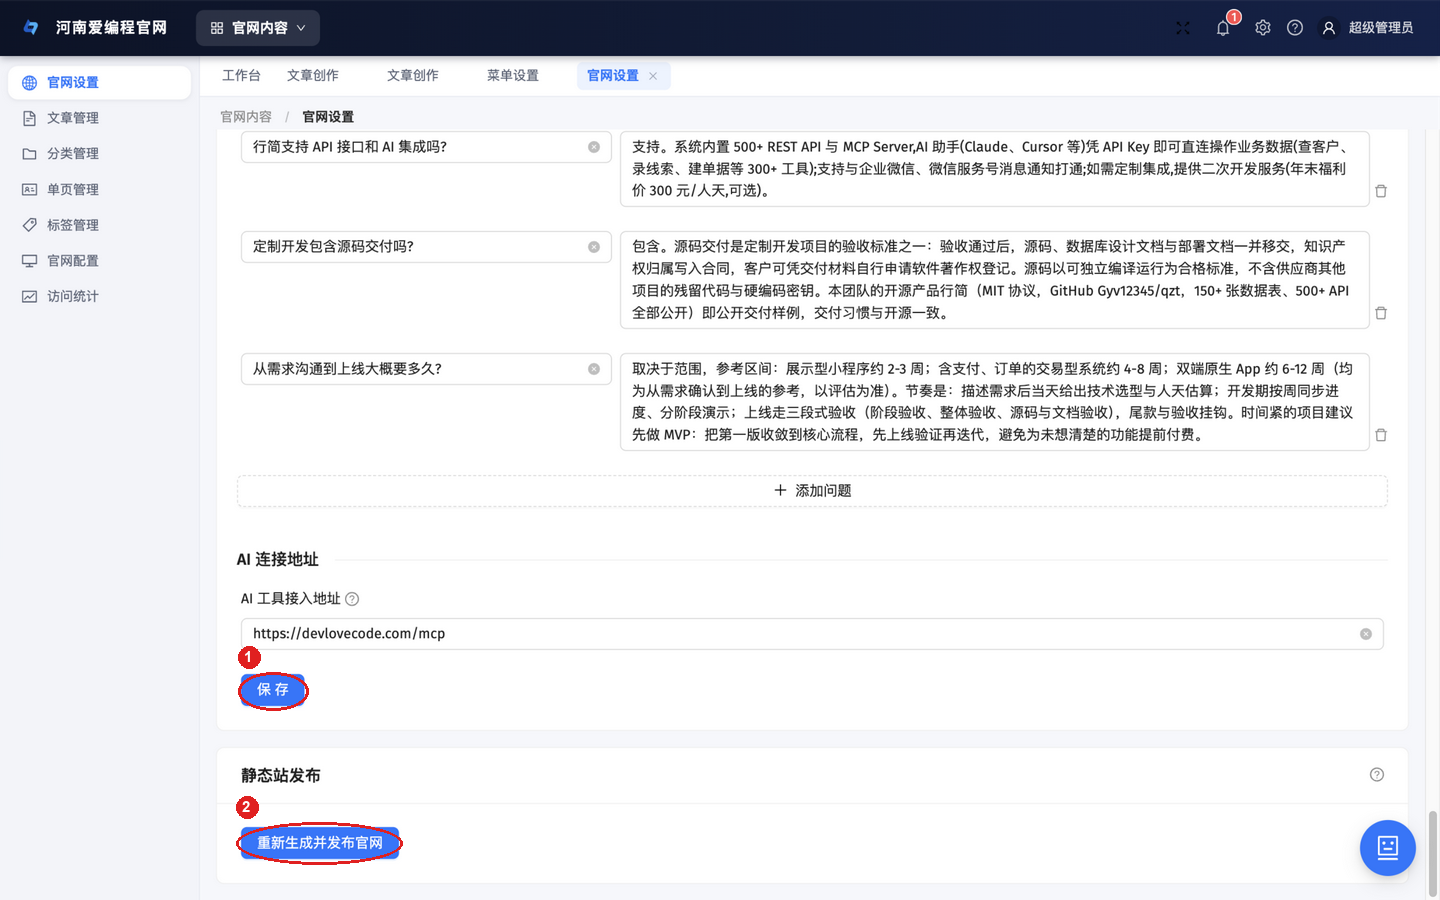 河南爱编程官网
官网内容
1
超级管理员
官网设置
文章管理
分类管理
单页管理
标签管理
官网配置
访问统计
工作台
文章创作
文章创作
菜单设置
官网设置
官网内容 / 官网设置
行简支持 API 接口和 AI 集成吗?
支持。系统内置 500+ REST API 与 MCP Server,AI 助手(Claude、Cursor 等)凭 API Key 即可直连操作业务数据(查客户、
录线索、建单据等 300+ 工具);支持与企业微信、微信服务号消息通知打通;如需定制集成,提供二次开发服务(年末福利
价 300 元/人天,可选)。
定制开发包含源码交付吗?
包含。源码交付是定制开发项目的验收标准之一：验收通过后，源码、数据库设计文档与部署文档一并移交，知识产
权归属写入合同，客户可凭交付材料自行申请软件著作权登记。源码以可独立编译运行为合格标准，不含供应商其他
项目的残留代码与硬编码密钥。本团队的开源产品行简（MIT 协议，GitHub Gyv12345/qzt，150+ 张数据表、500+ API
全部公开）即公开交付样例，交付习惯与开源一致。
从需求沟通到上线大概要多久?
取决于范围，参考区间：展示型小程序约 2-3 周；含支付、订单的交易型系统约 4-8 周；双端原生 App 约 6-12 周（均
为从需求确认到上线的参考，以评估为准）。节奏是：描述需求后当天给出技术选型与人天估算；开发期按周同步进
度、分阶段演示；上线走三段式验收（阶段验收、整体验收、源码与文档验收），尾款与验收挂钩。时间紧的项目建议
先做 MVP：把第一版收敛到核心流程，先上线验证再迭代，避免为未想清楚的功能提前付费。
添加问题
AI 连接地址
AI 工具接入地址
https://devlovecode.com/mcp
1
保 存
静态站发布
2
重新生成并发布官网